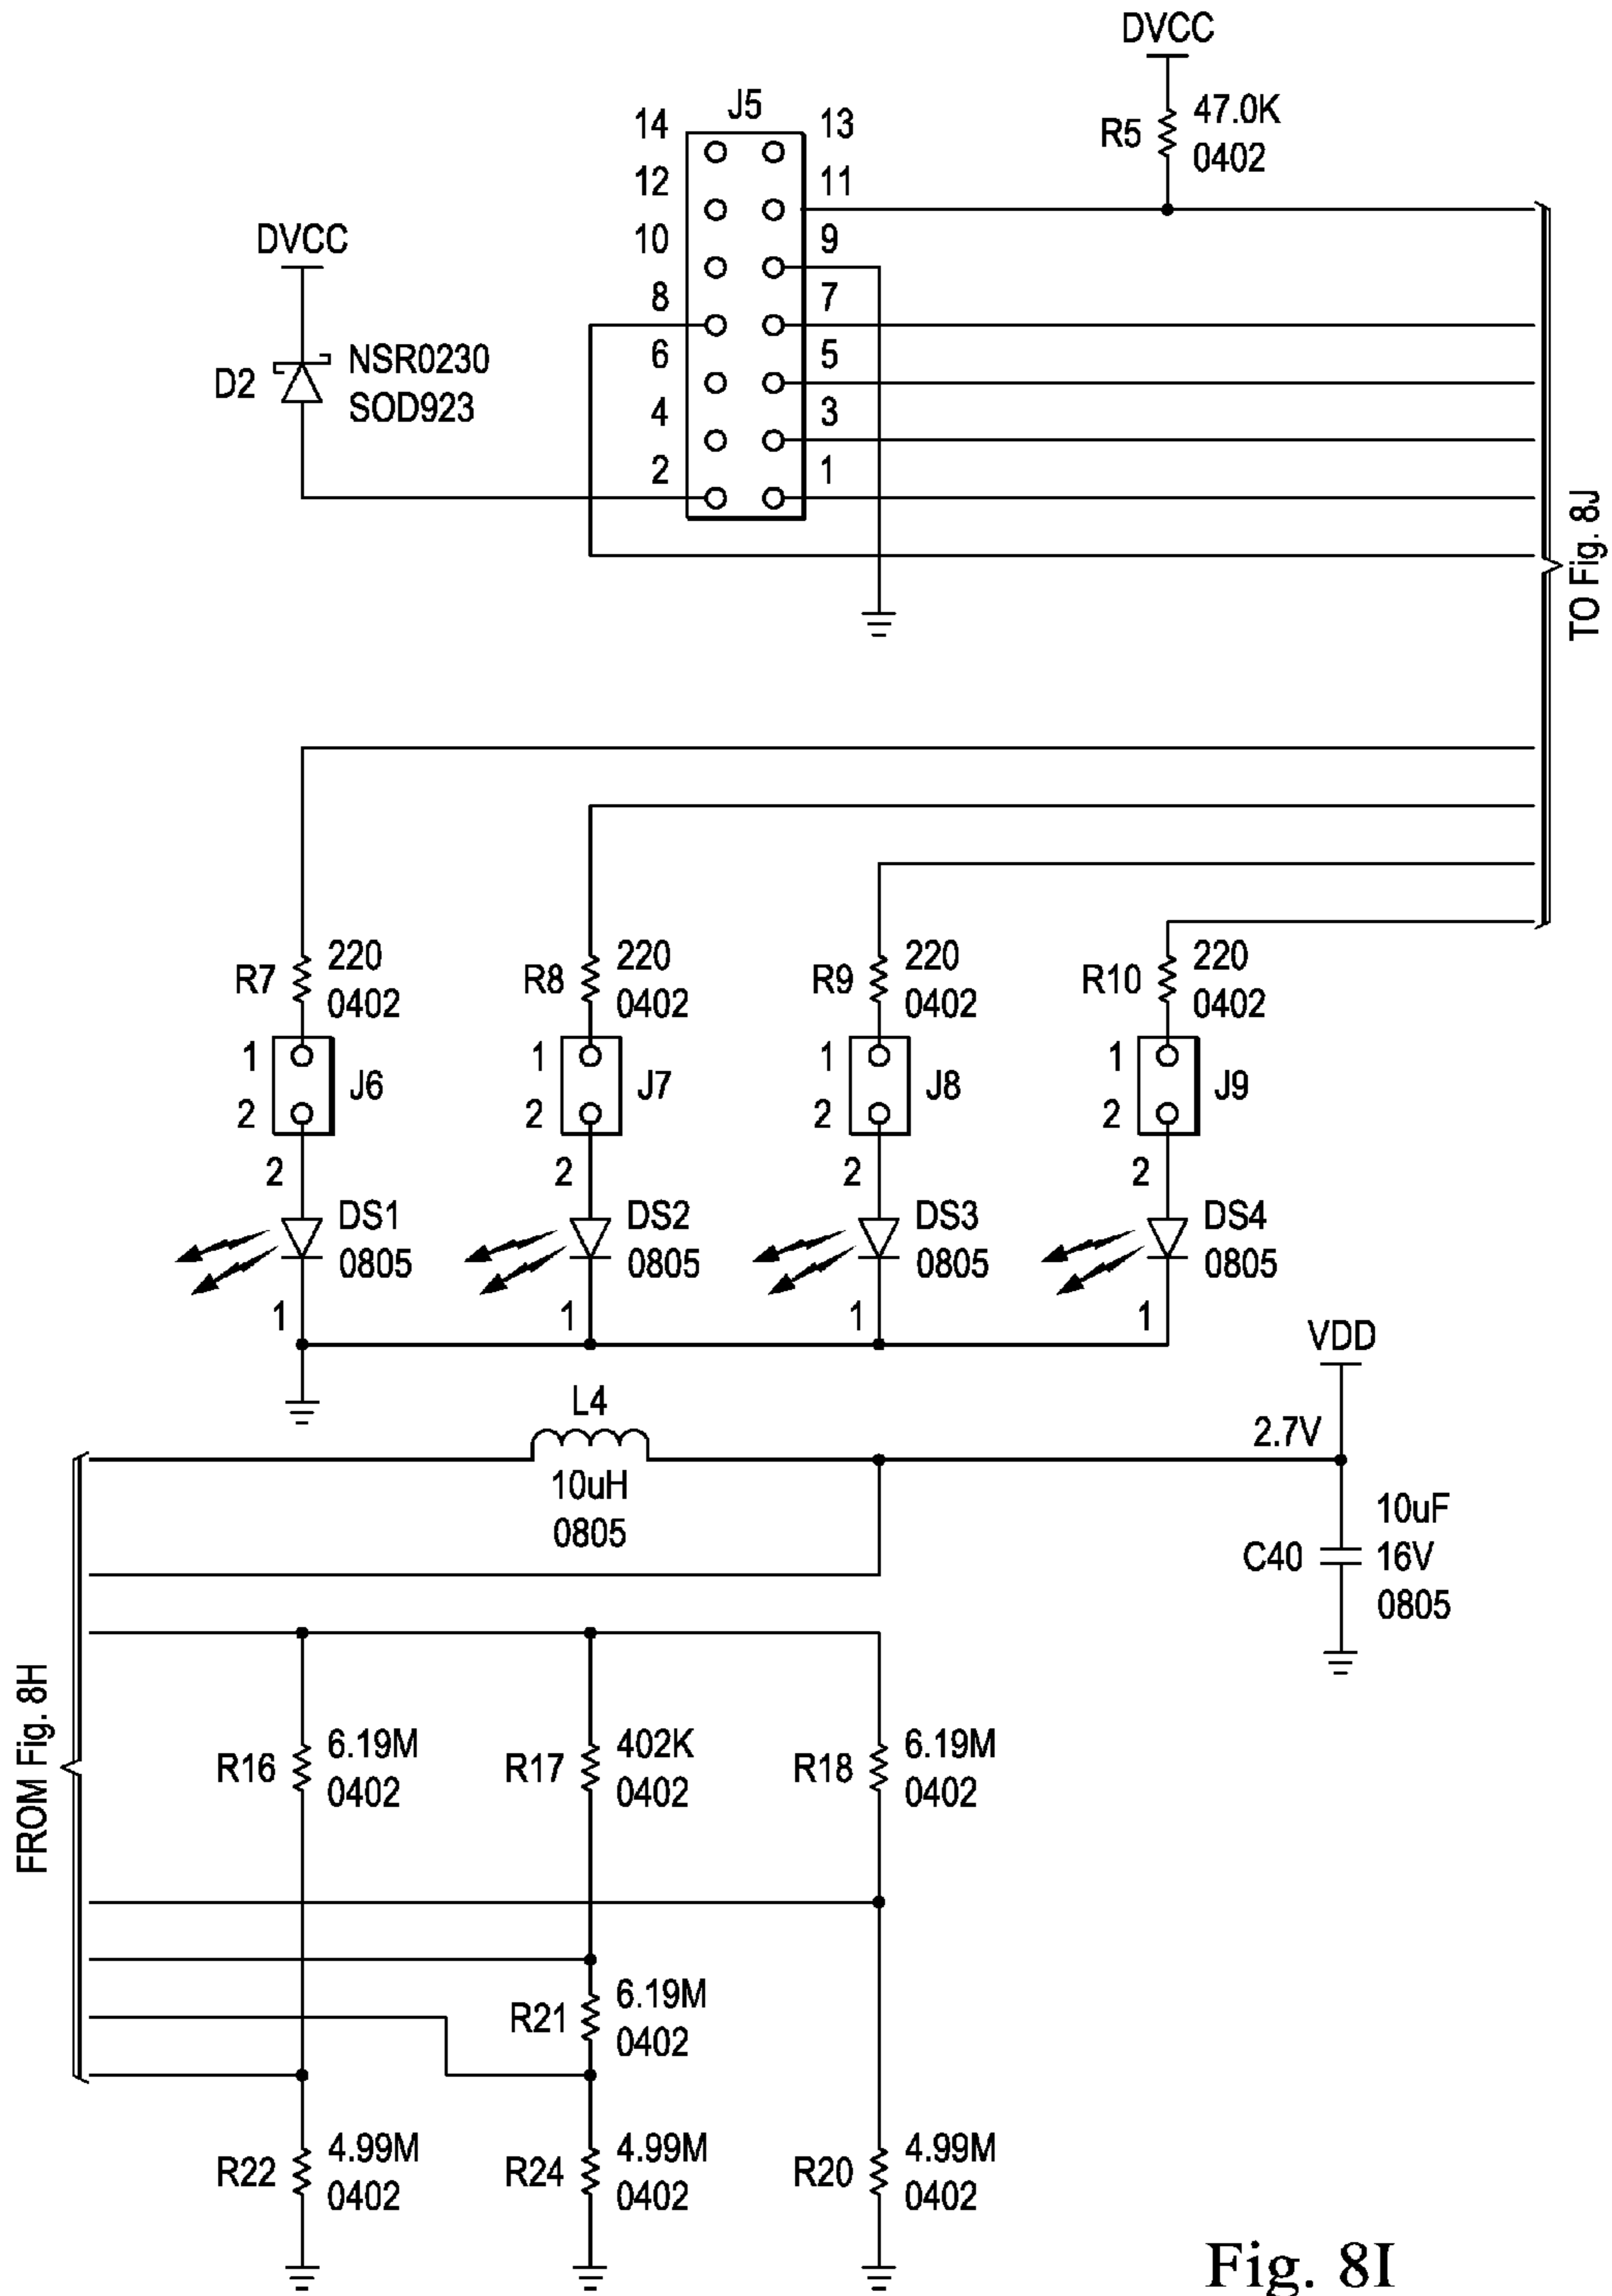 DVCC
J5
14 13
R5 47.0K
0402
12 11
10 9
DVCC
8 7
6 5
D2 NSR0230
SOD923
4 3
2 1
TO Fig. 8J
R7 220
0402
R8 220
0402
R9 220
0402
R10 220
0402
1 1 1 1
J6 J7 J8 J9
2 2 2 2
2 2 2 2
DS1 DS2 DS3 DS4
0805 0805 0805 0805
1 1 1 1
VDD
L4
2.7V
10uH
0805
10uF
C40 16V
0805
FROM Fig. 8H
R16 6.19M
0402
R17 402K
0402
R18 6.19M
0402
R21 6.19M
0402
R22 4.99M
0402
R24 4.99M
0402
R20 4.99M
0402
Fig. 8I